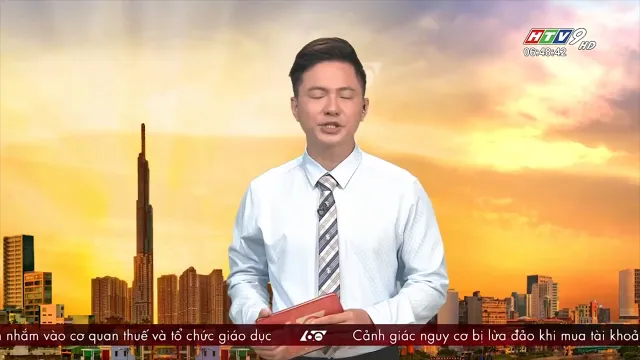 HTV9 HD
06:48:42
nhắm vào cơ quan thuế và tổ chức giáo dục 60 Cảnh giác nguy cơ bị lừa đảo khi mua tài